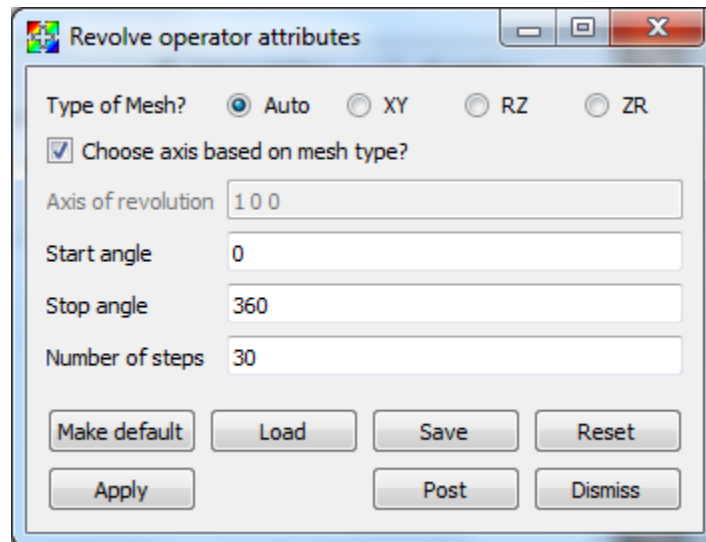 Revolve operator attributes
Type of Mesh? Auto XY RZ ZR
Choose axis based on mesh type?
Axis of revolution 1 0 0
Start angle 0
Stop angle 360
Number of steps 30
Make default Load Save Reset
Apply Post Dismiss